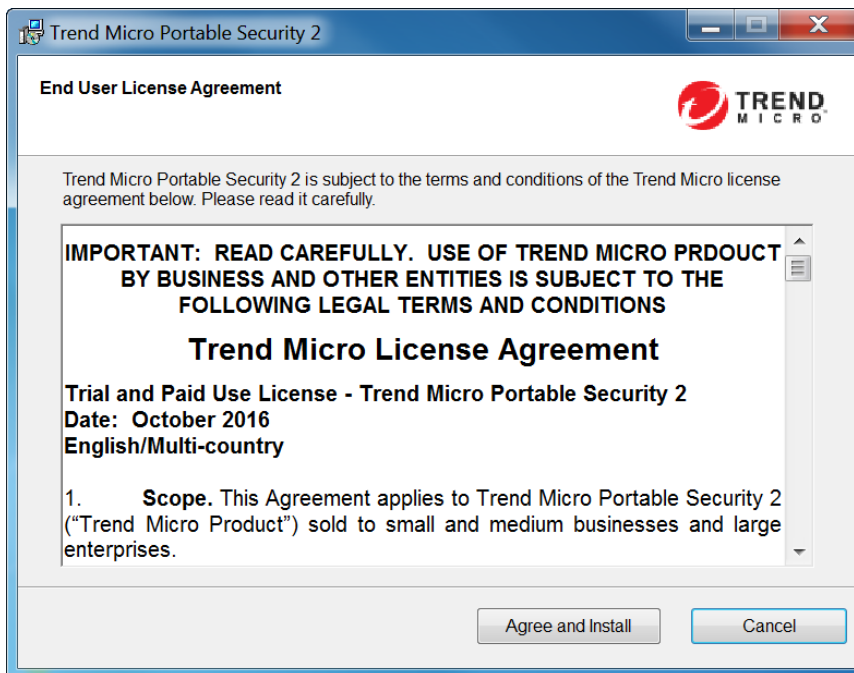 Trend Micro Portable Security 2
End User License Agreement
TREND
MICRO
Trend Micro Portable Security 2 is subject to the terms and conditions of the Trend Micro license
agreement below. Please read it carefully.
IMPORTANT: READ CAREFULLY. USE OF TREND MICRO PRDOUCT
BY BUSINESS AND OTHER ENTITIES IS SUBJECT TO THE
FOLLOWING LEGAL TERMS AND CONDITIONS
Trend Micro License Agreement
Trial and Paid Use License - Trend Micro Portable Security 2
Date: October 2016
English/Multi-country
1. Scope. This Agreement applies to Trend Micro Portable Security 2
(“Trend Micro Product”) sold to small and medium businesses and large
enterprises.
Agree and Install
Cancel